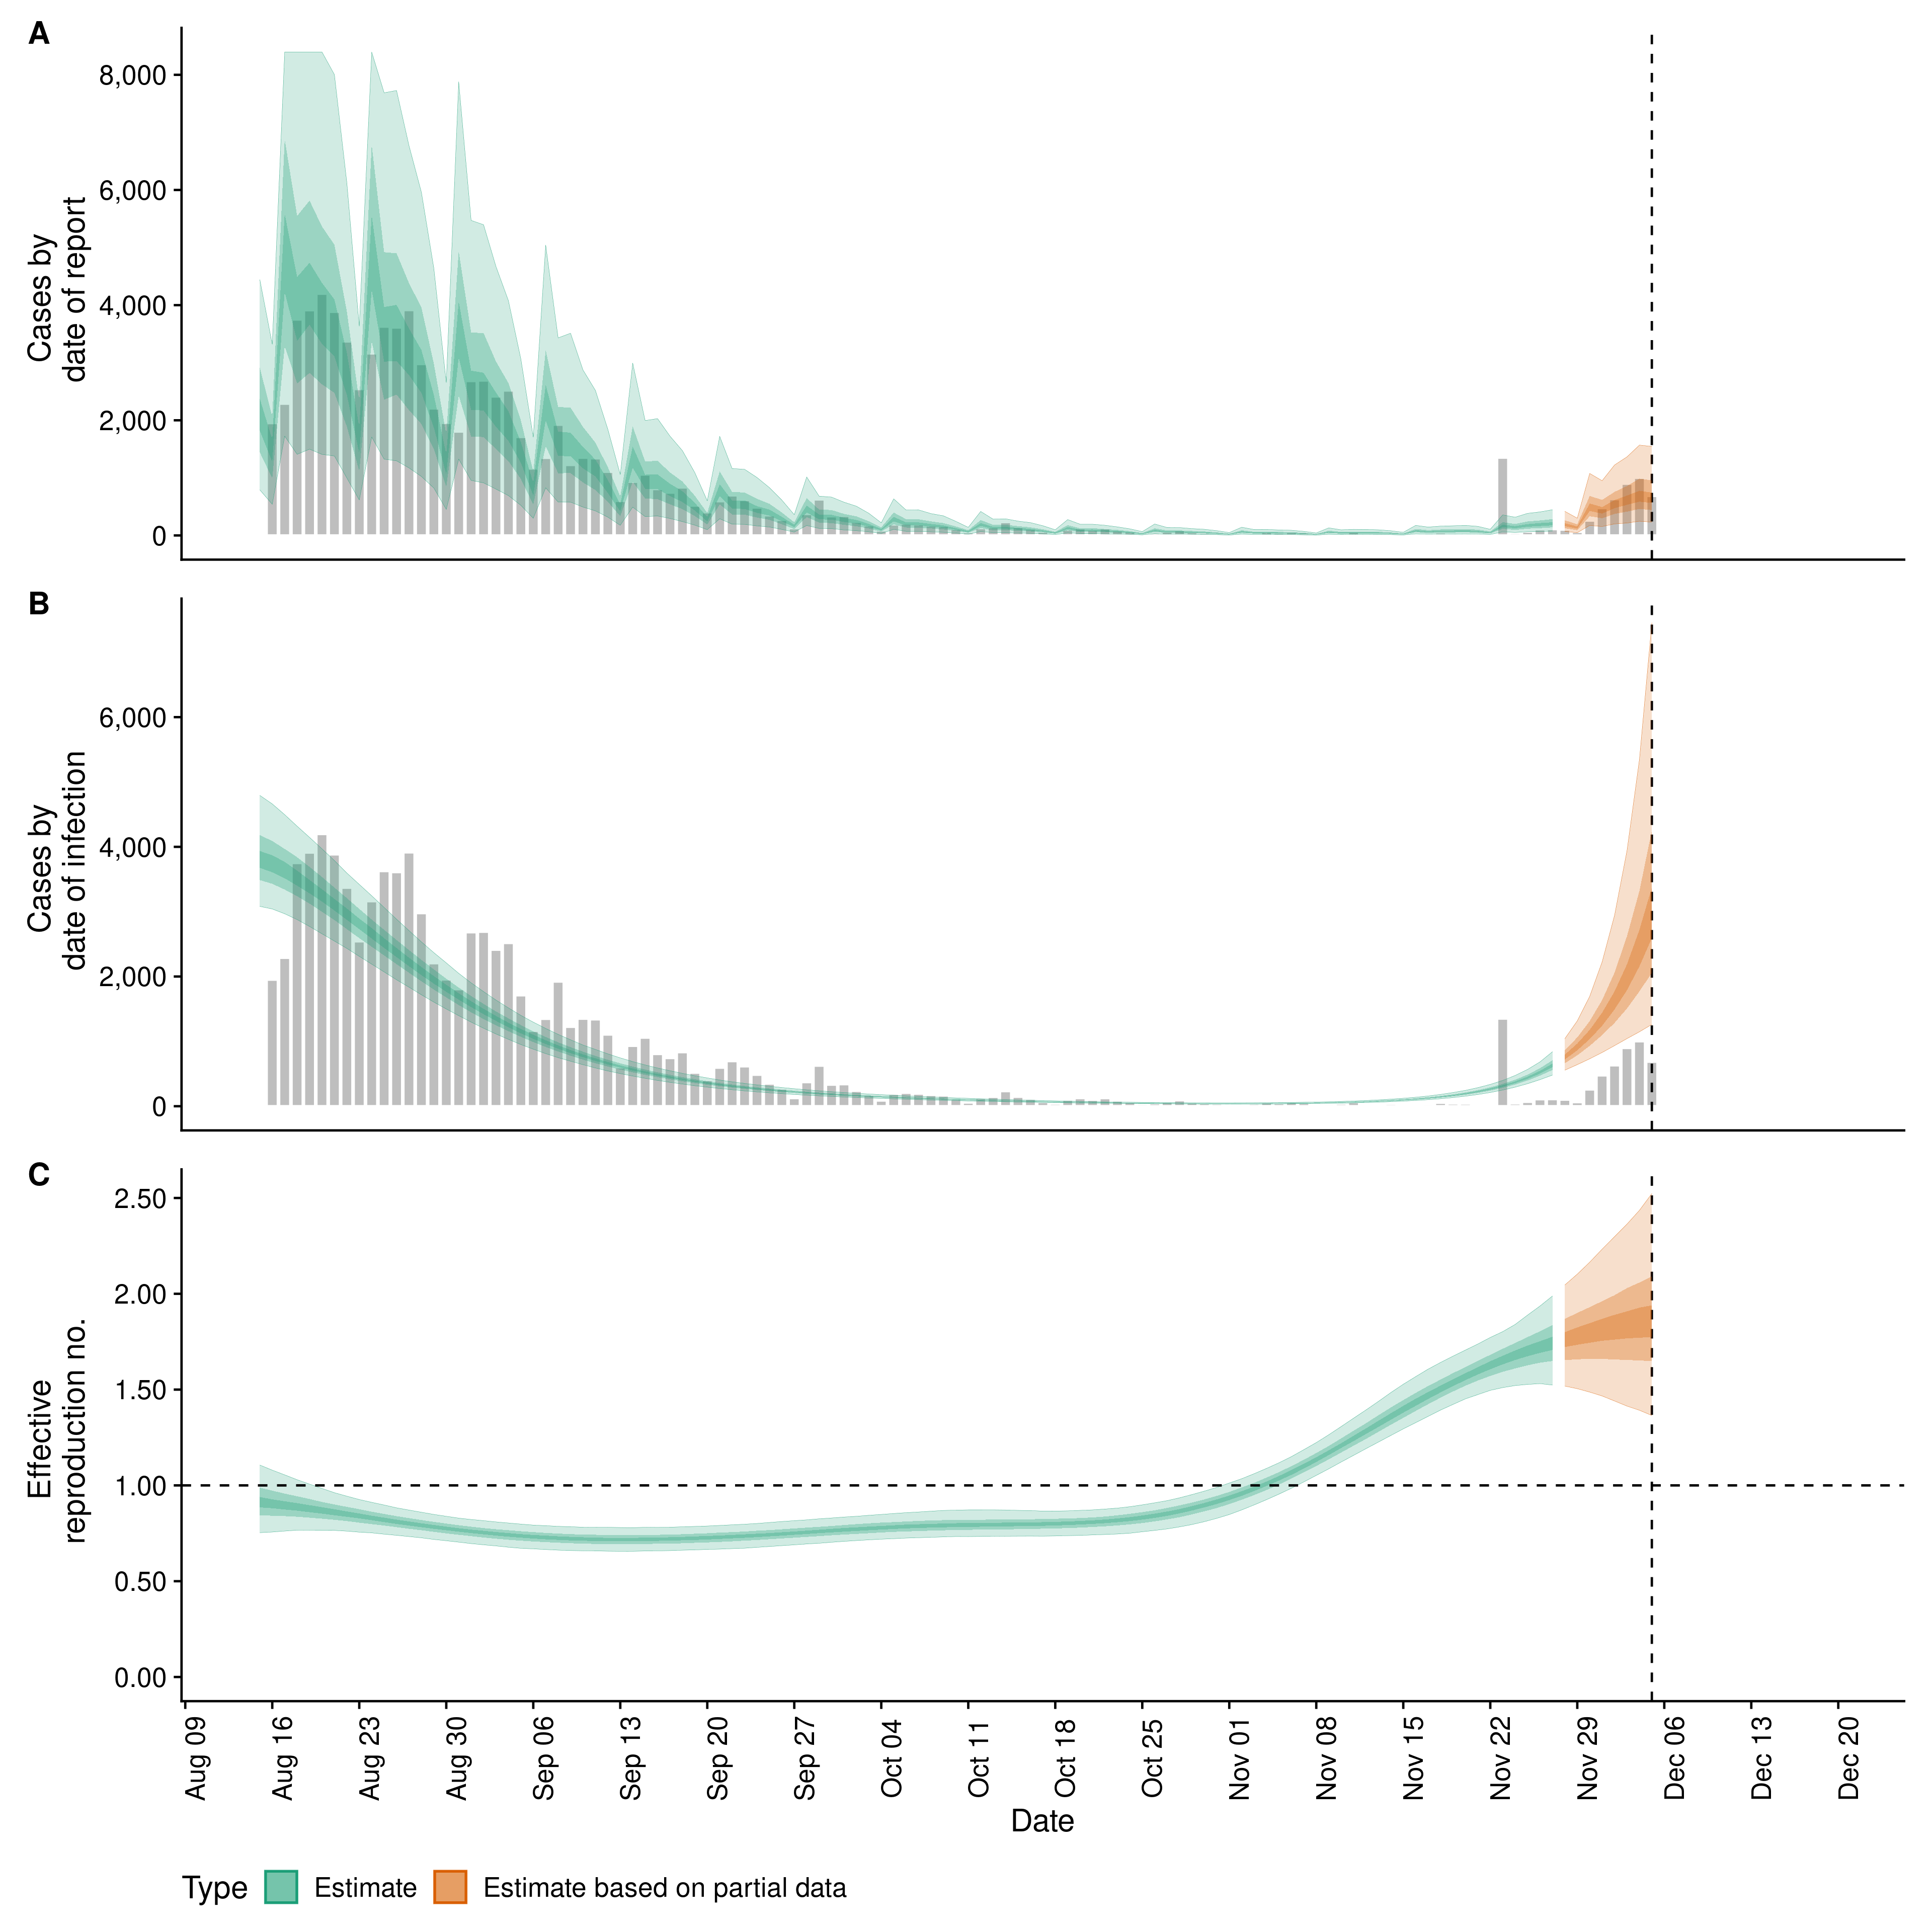 A
8,000
6,000
4,000
2,000
0
Cases by
date of report
B
6,000
4,000
2,000
0
Cases by
date of infection
C
2.50
2.00
1.50
1.00
0.50
0.00
Effective
reproduction no.
Aug 09
Aug 16
Aug 23
Aug 30
Sep 06
Sep 13
Sep 20
Sep 27
Oct 04
Oct 11
Oct 18
Oct 25
Nov 01
Nov 08
Nov 15
Nov 22
Nov 29
Dec 06
Dec 13
Dec 20
Date
Type Estimate Estimate based on partial data